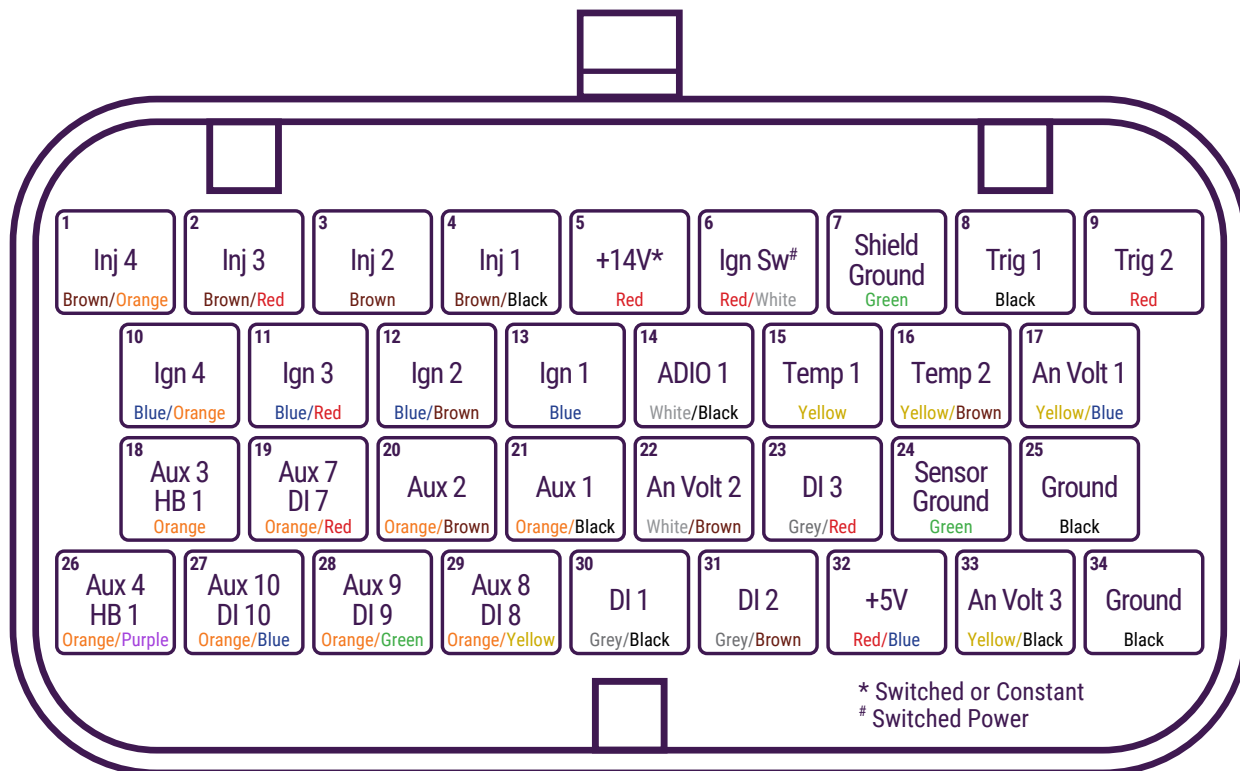 1
Inj 4
Brown/Orange
2
Inj 3
Brown/Red
3
Inj 2
Brown
4
Inj 1
Brown/Black
5
+14V*
Red
6
Ign Sw#
Red/White
7
Shield
Ground
Green
8
Trig 1
Black
9
Trig 2
Red
10
Ign 4
Blue/Orange
11
Ign 3
Blue/Red
12
Ign 2
Blue/Brown
13
Ign 1
Blue
14
ADIO 1
White/Black
15
Temp 1
Yellow
16
Temp 2
Yellow/Brown
17
An Volt 1
Yellow/Blue
18
Aux 3
HB 1
Orange
19
Aux 7
DI 7
Orange/Red
20
Aux 2
Orange/Brown
21
Aux 1
Orange/Black
22
An Volt 2
White/Brown
23
DI 3
Grey/Red
24
Sensor
Ground
Green
25
Ground
Black
26
Aux 4
HB 1
Orange/Purple
27
Aux 10
DI 10
Orange/Blue
28
Aux 9
DI 9
Orange/Green
29
Aux 8
DI 8
Orange/Yellow
30
DI 1
Grey/Black
31
DI 2
Grey/Brown
32
+5V
Red/Blue
33
An Volt 3
Yellow/Black
34
Ground
Black
* Switched or Constant
# Switched Power